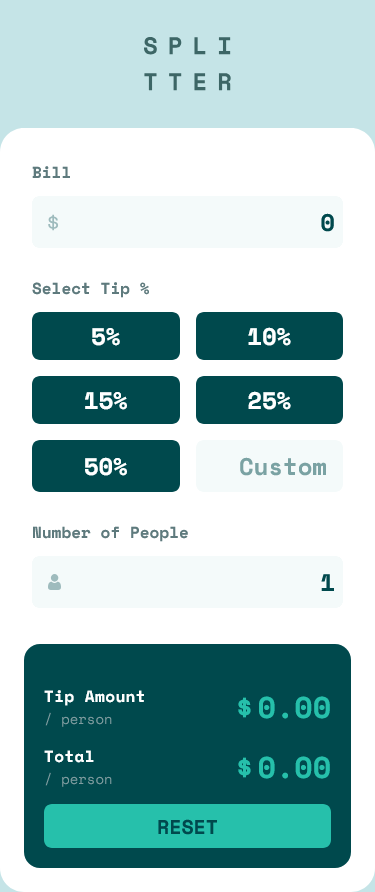 SPLI
TTER
Bill
$ 0
Select Tip %
5% 10%
15% 25%
50% Custom
Number of People
1
Tip Amount
/ person
$0.00
Total
/ person
$0.00
RESET